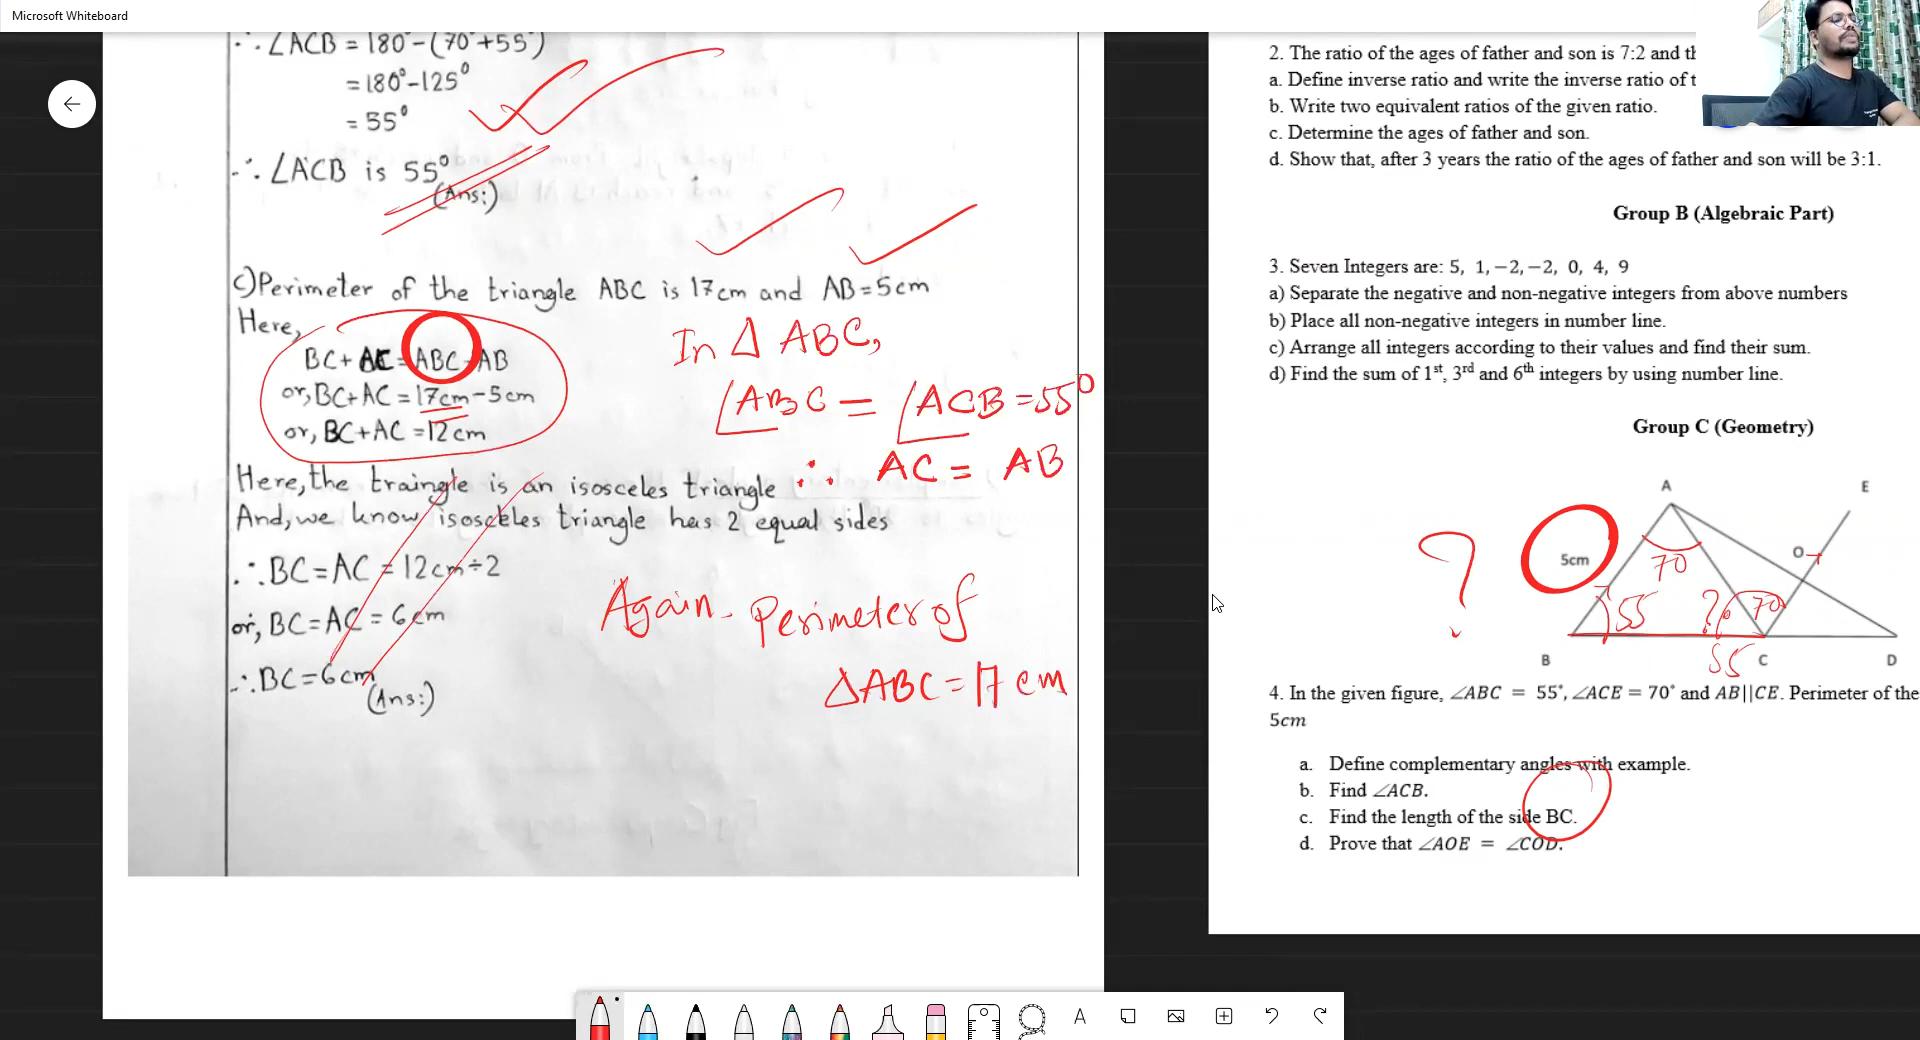 Microsoft Whiteboard
∴ ∠ACB = 180° - (70° + 55°)
= 180° - 125°
= 55°
∴ ∠ACB is 55°
(Ans:)
c) Perimeter of the triangle ABC is 17cm and AB = 5cm
Here,
BC + AC = ABC - AB
or, BC + AC = 17cm - 5cm
or, BC + AC = 12cm
Here, the traingle is an isosceles triangle
And, we know isosceles triangle has 2 equal sides
∴ BC = AC = 12cm ÷ 2
or, BC = AC = 6cm
∴ BC = 6cm
(Ans:)
In Δ ABC,
∠ABC = ∠ACB = 55°
∴ AC = AB
Again - Perimeter of
ΔABC = 17 cm
2. The ratio of the ages of father and son is 7:2 and
a. Define inverse ratio and write the inverse ratio of
b. Write two equivalent ratios of the given ratio.
c. Determine the ages of father and son.
d. Show that, after 3 years the ratio of the ages of father and son will be 3:1.
Group B (Algebraic Part)
3. Seven Integers are: 5, 1, −2, −2, 0, 4, 9
a) Separate the negative and non-negative integers from above numbers
b) Place all non-negative integers in number line.
c) Arrange all integers according to their values and find their sum.
d) Find the sum of 1st, 3rd and 6th integers by using number line.
Group C (Geometry)
A E
O
5cm
70
?
55 ? 70
55
B C D
4. In the given figure, ∠ABC = 55°, ∠ACE = 70° and AB||CE. Perimeter of the
5cm
a. Define complementary angles with example.
b. Find ∠ACB.
c. Find the length of the side BC.
d. Prove that ∠AOE = ∠COD.
A